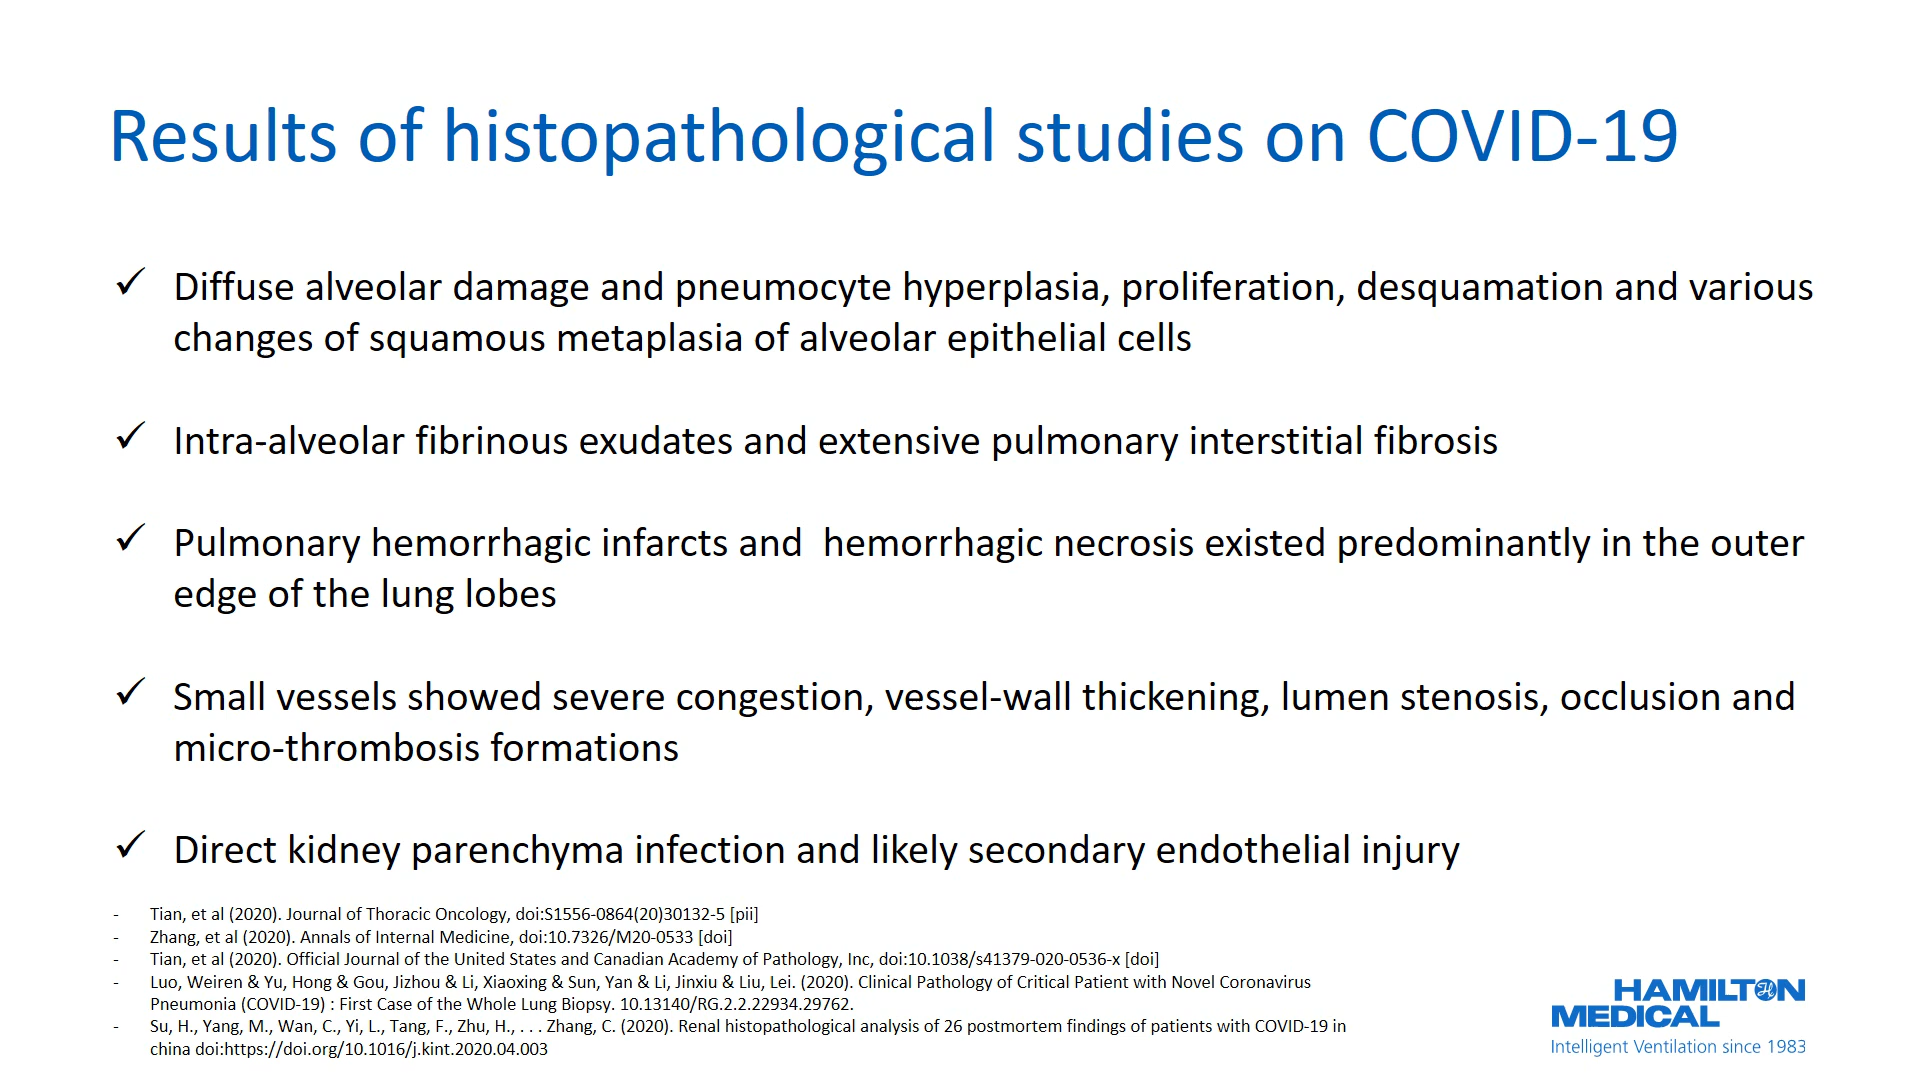 Results of histopathological studies on COVID-19
✓ Diffuse alveolar damage and pneumocyte hyperplasia, proliferation, desquamation and various
changes of squamous metaplasia of alveolar epithelial cells
✓ Intra-alveolar fibrinous exudates and extensive pulmonary interstitial fibrosis
✓ Pulmonary hemorrhagic infarcts and  hemorrhagic necrosis existed predominantly in the outer
edge of the lung lobes
✓ Small vessels showed severe congestion, vessel-wall thickening, lumen stenosis, occlusion and
micro-thrombosis formations
✓ Direct kidney parenchyma infection and likely secondary endothelial injury
- Tian, et al (2020). Journal of Thoracic Oncology, doi:S1556-0864(20)30132-5 [pii]
- Zhang, et al (2020). Annals of Internal Medicine, doi:10.7326/M20-0533 [doi]
- Tian, et al (2020). Official Journal of the United States and Canadian Academy of Pathology, Inc, doi:10.1038/s41379-020-0536-x [doi]
- Luo, Weiren & Yu, Hong & Gou, Jizhou & Li, Xiaoxing & Sun, Yan & Li, Jinxiu & Liu, Lei. (2020). Clinical Pathology of Critical Patient with Novel Coronavirus
Pneumonia (COVID-19) : First Case of the Whole Lung Biopsy. 10.13140/RG.2.2.22934.29762.
- Su, H., Yang, M., Wan, C., Yi, L., Tang, F., Zhu, H., . . . Zhang, C. (2020). Renal histopathological analysis of 26 postmortem findings of patients with COVID-19 in
china doi:https://doi.org/10.1016/j.kint.2020.04.003
HAMILTON
MEDICAL
Intelligent Ventilation since 1983